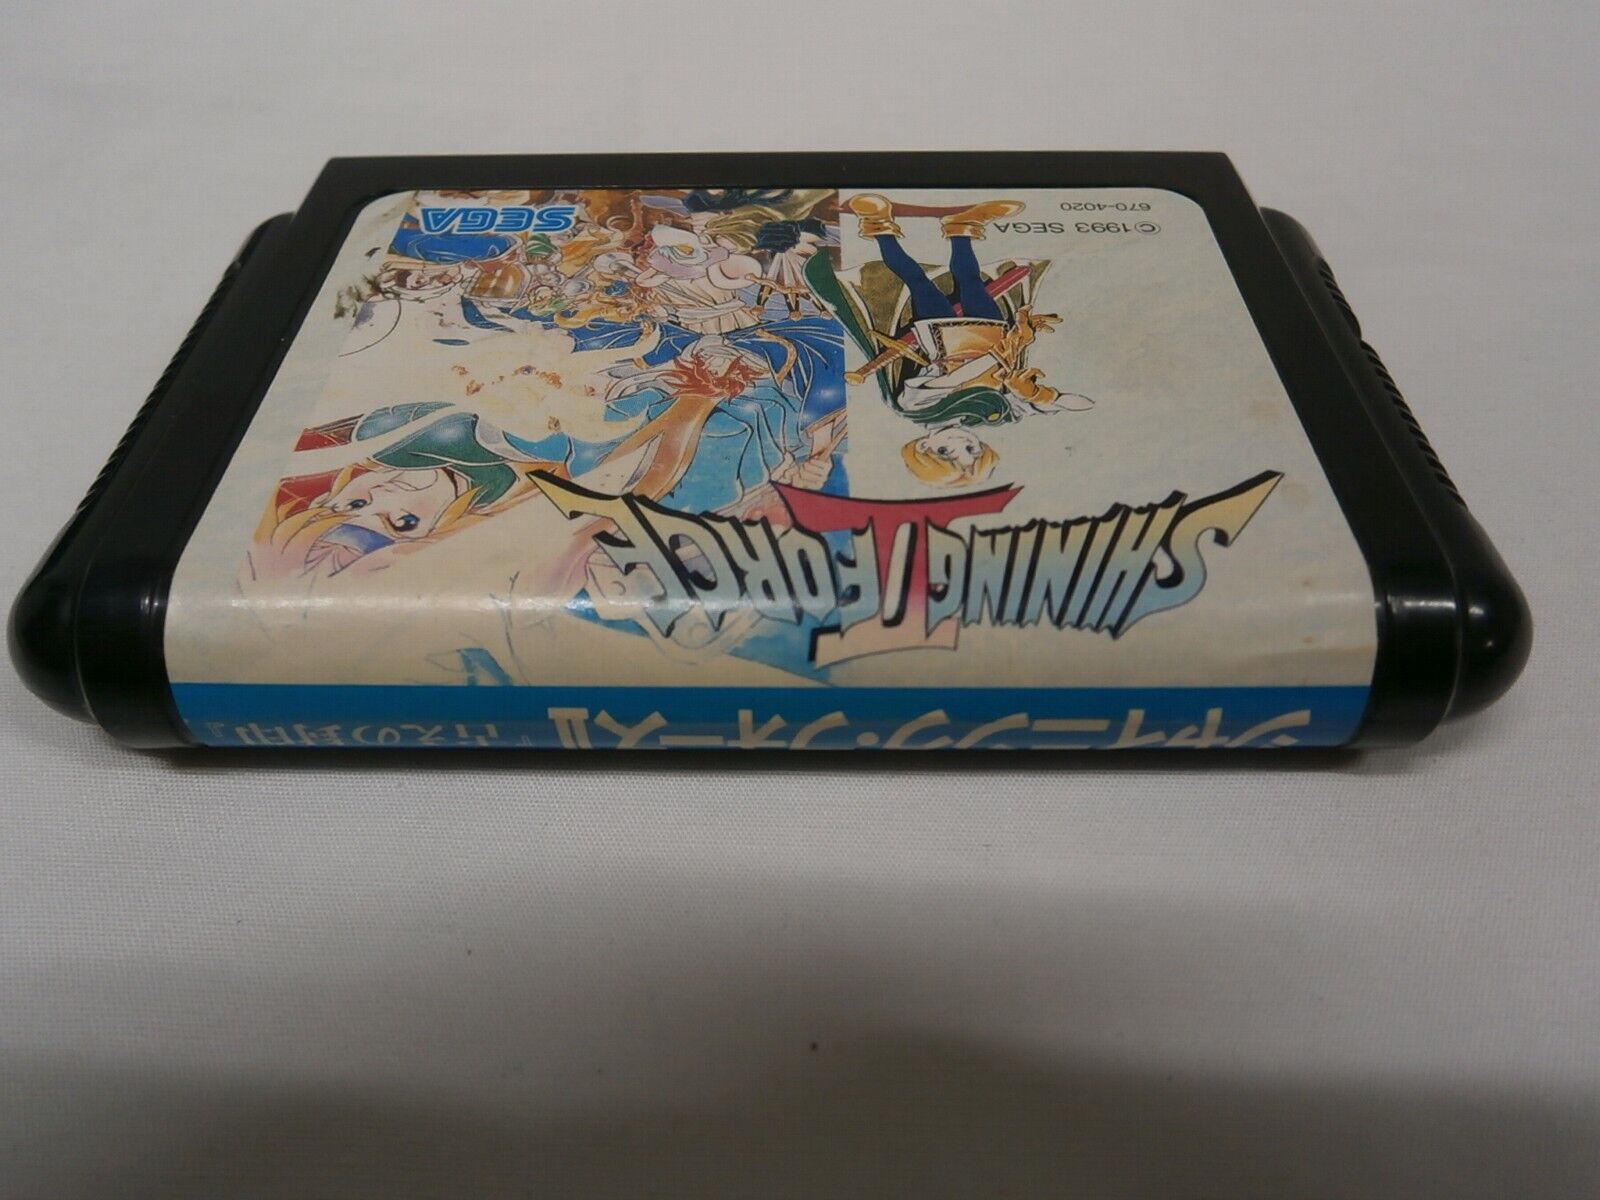 シャイニング・フォースⅡ
『古えの封印』
SHINING FORCE
II
©1993 SEGA
670-4020
SEGA